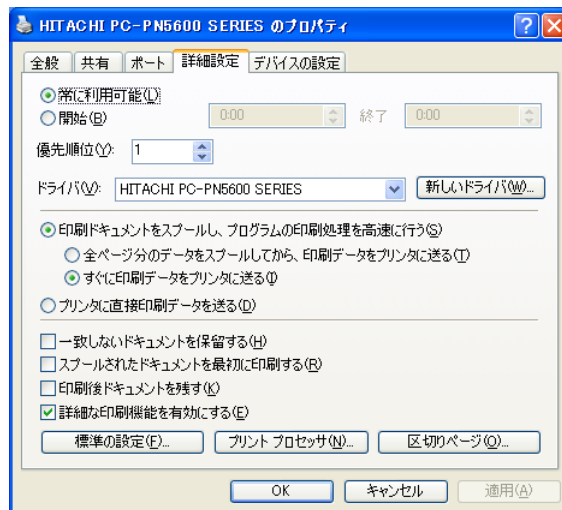 HITACHI PC-PN5600 SERIES のプロパティ
全般 共有 ポート 詳細設定 デバイスの設定
常に利用可能(L)
開始(B) 0:00 終了 0:00
優先順位(Y): 1
ドライバ(V): HITACHI PC-PN5600 SERIES 新しいドライバ(W)...
印刷ドキュメントをスプールし、プログラムの印刷処理を高速に行う(S)
全ページ分のデータをスプールしてから、印刷データをプリンタに送る(T)
すぐに印刷データをプリンタに送る(I)
プリンタに直接印刷データを送る(D)
一致しないドキュメントを保留する(H)
スプールされたドキュメントを最初に印刷する(R)
印刷後ドキュメントを残す(K)
詳細な印刷機能を有効にする(E)
標準の設定(F)... プリント プロセッサ(N)... 区切りページ(O)...
OK キャンセル 適用(A)